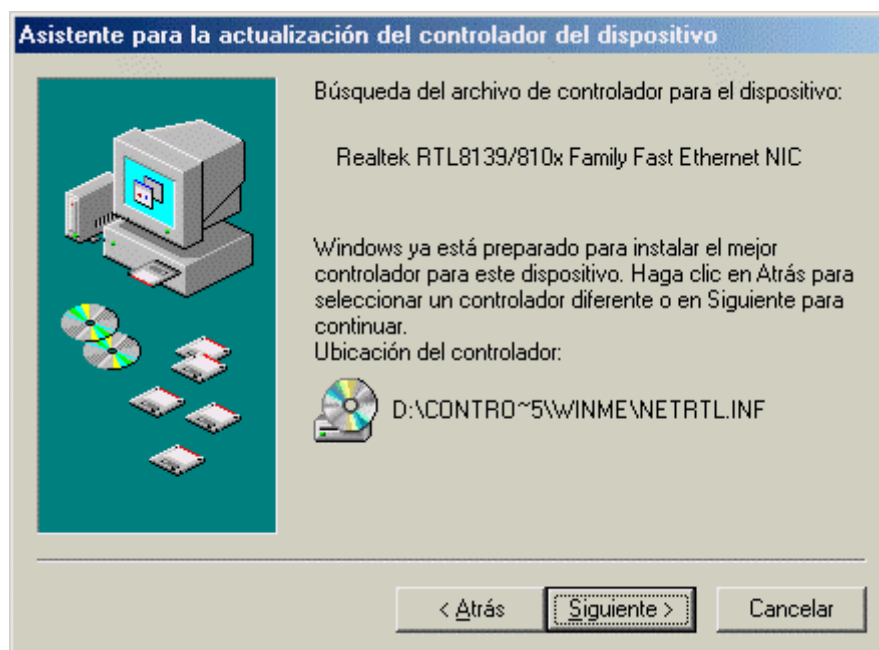 Asistente para la actualización del controlador del dispositivo
Búsqueda del archivo de controlador para el dispositivo:
Realtek RTL8139/810x Family Fast Ethernet NIC
Windows ya está preparado para instalar el mejor
controlador para este dispositivo. Haga clic en Atrás para
seleccionar un controlador diferente o en Siguiente para
continuar.
Ubicación del controlador:
D:\CONTRO~5\WINME\NETRTL.INF
< Atrás
Siguiente >
Cancelar